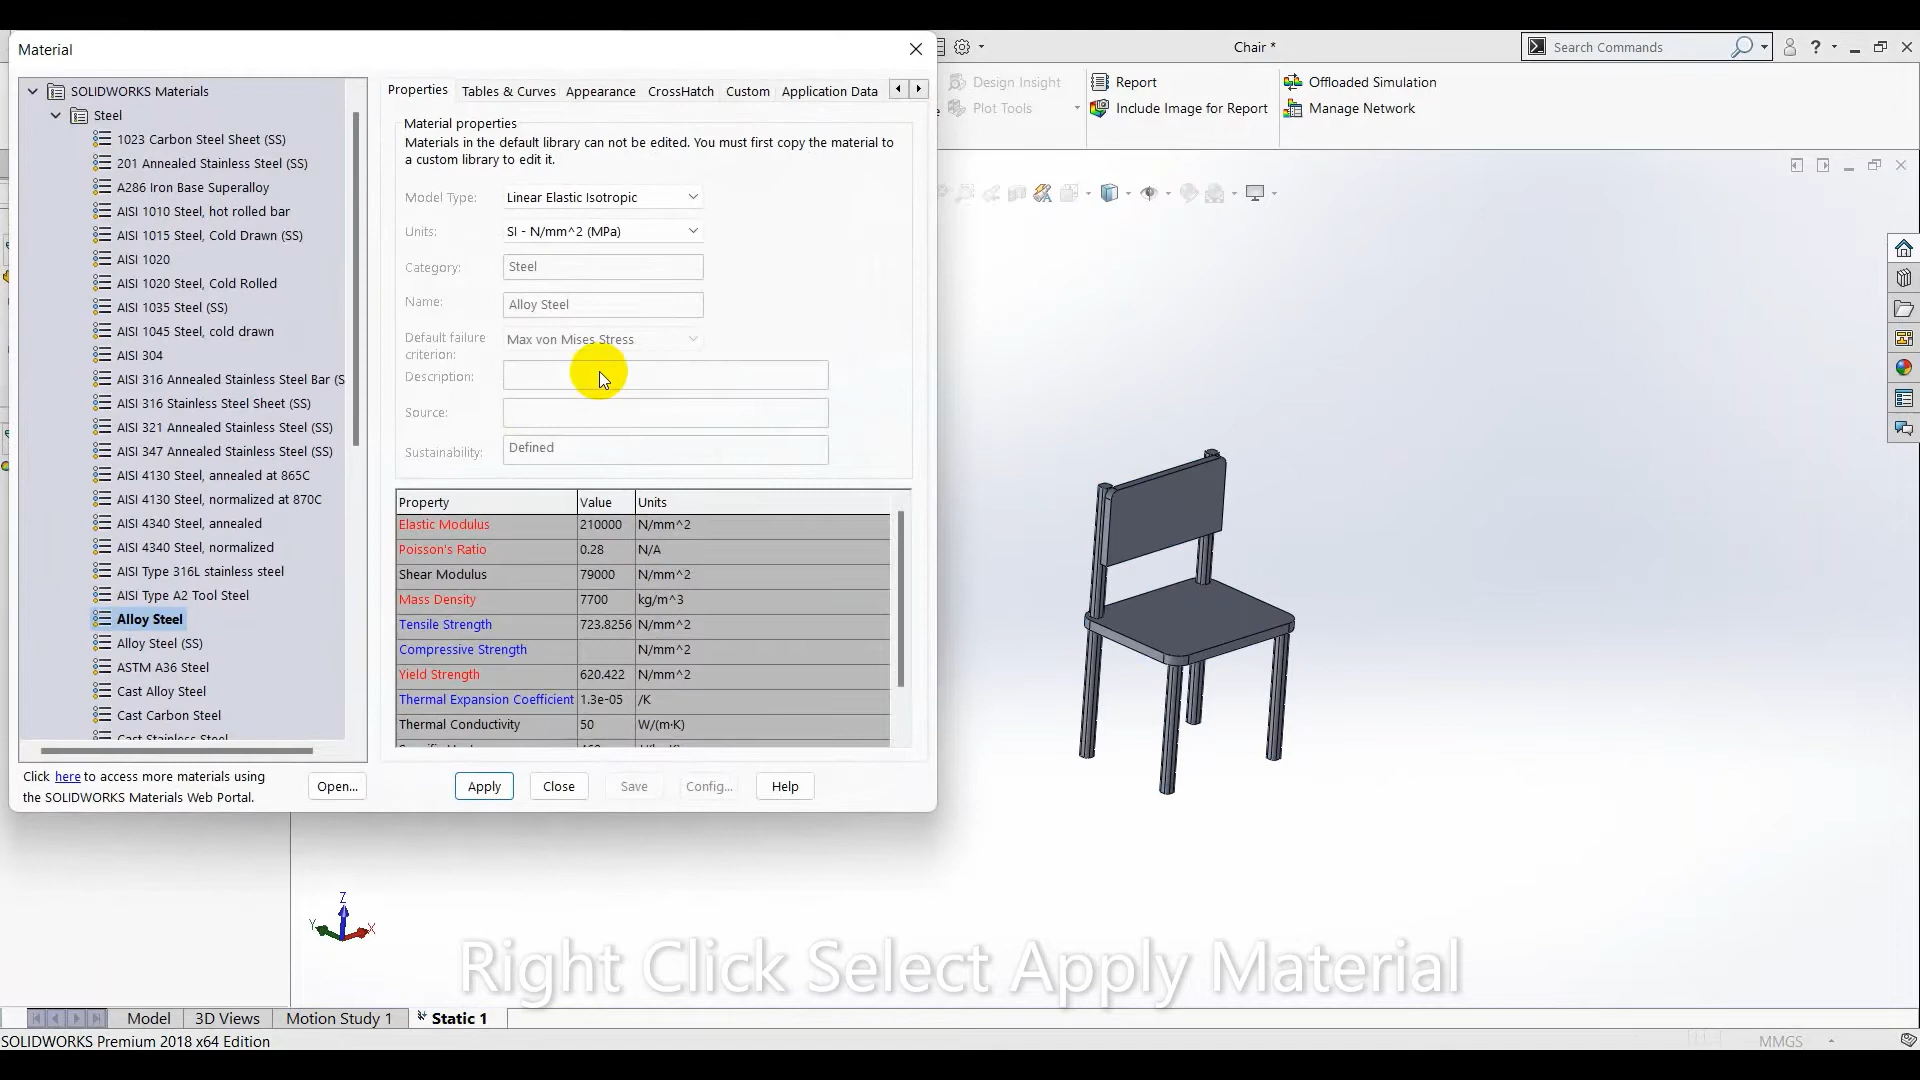 Material
Chair *
Search Commands
?
SOLIDWORKS Materials
Steel
1023 Carbon Steel Sheet (SS)
201 Annealed Stainless Steel (SS)
A286 Iron Base Superalloy
AISI 1010 Steel, hot rolled bar
AISI 1015 Steel, Cold Drawn (SS)
AISI 1020
AISI 1020 Steel, Cold Rolled
AISI 1035 Steel (SS)
AISI 1045 Steel, cold drawn
AISI 304
AISI 316 Annealed Stainless Steel Bar (S
AISI 316 Stainless Steel Sheet (SS)
AISI 321 Annealed Stainless Steel (SS)
AISI 347 Annealed Stainless Steel (SS)
AISI 4130 Steel, annealed at 865C
AISI 4130 Steel, normalized at 870C
AISI 4340 Steel, annealed
AISI 4340 Steel, normalized
AISI Type 316L stainless steel
AISI Type A2 Tool Steel
Alloy Steel
Alloy Steel (SS)
ASTM A36 Steel
Cast Alloy Steel
Cast Carbon Steel
Cast Stainless Steel
Click here to access more materials using
the SOLIDWORKS Materials Web Portal.
Open...
Properties Tables & Curves Appearance CrossHatch Custom Application Data
Material properties
Materials in the default library can not be edited. You must first copy the material to
a custom library to edit it.
Model Type: Linear Elastic Isotropic
Units: SI - N/mm^2 (MPa)
Category: Steel
Name: Alloy Steel
Default failure
criterion: Max von Mises Stress
Description:
Source:
Sustainability: Defined
Property Value Units
Elastic Modulus 210000 N/mm^2
Poisson's Ratio 0.28 N/A
Shear Modulus 79000 N/mm^2
Mass Density 7700 kg/m^3
Tensile Strength 723.8256 N/mm^2
Compressive Strength N/mm^2
Yield Strength 620.422 N/mm^2
Thermal Expansion Coefficient 1.3e-05 /K
Thermal Conductivity 50 W/(m·K)
Apply Close Save Config... Help
Design Insight Report Offloaded Simulation
Plot Tools Include Image for Report Manage Network
Z
Y X
Right Click Select Apply Material
Model 3D Views Motion Study 1 Static 1
SOLIDWORKS Premium 2018 x64 Edition
MMGS